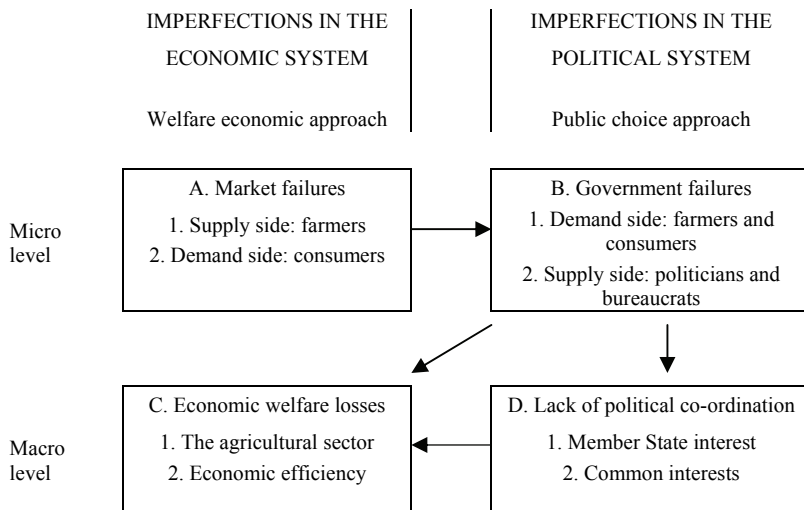 IMPERFECTIONS IN THE
ECONOMIC SYSTEM
IMPERFECTIONS IN THE
POLITICAL SYSTEM
Welfare economic approach
Public choice approach
Micro
level
A. Market failures
1. Supply side: farmers
2. Demand side: consumers
B. Government failures
1. Demand side: farmers and
consumers
2. Supply side: politicians and
bureaucrats
Macro
level
C. Economic welfare losses
1. The agricultural sector
2. Economic efficiency
D. Lack of political co-ordination
1. Member State interest
2. Common interests